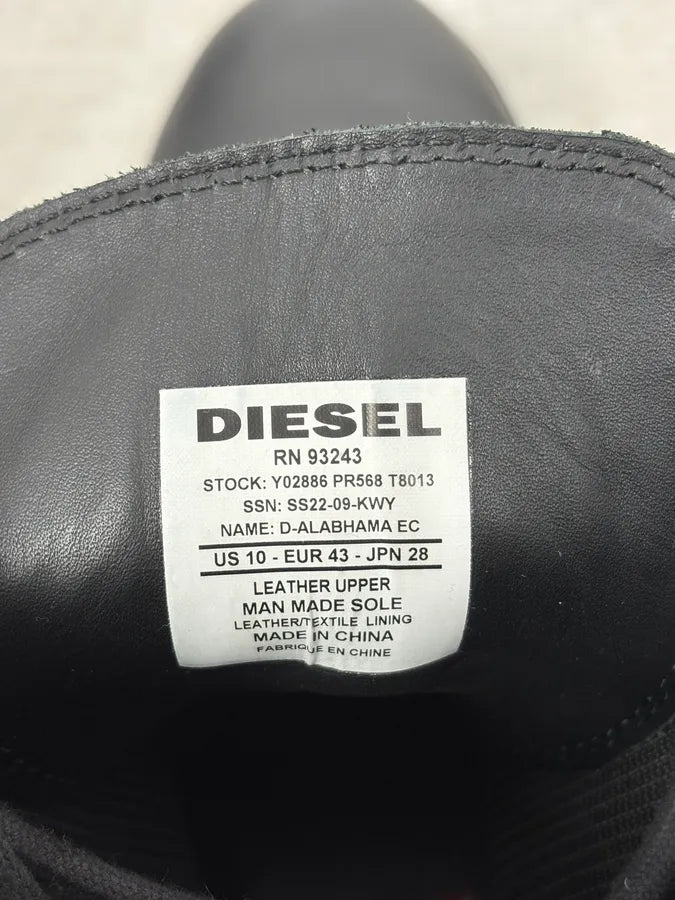 DIESEL
RN 93243
STOCK: Y02886 PR568 T8013
SSN: SS22-09-KWY
NAME: D-ALABHAMA EC
US 10 - EUR 43 - JPN 28
LEATHER UPPER
MAN MADE SOLE
LEATHER/TEXTILE LINING
MADE IN CHINA
FABRIQUE EN CHINE